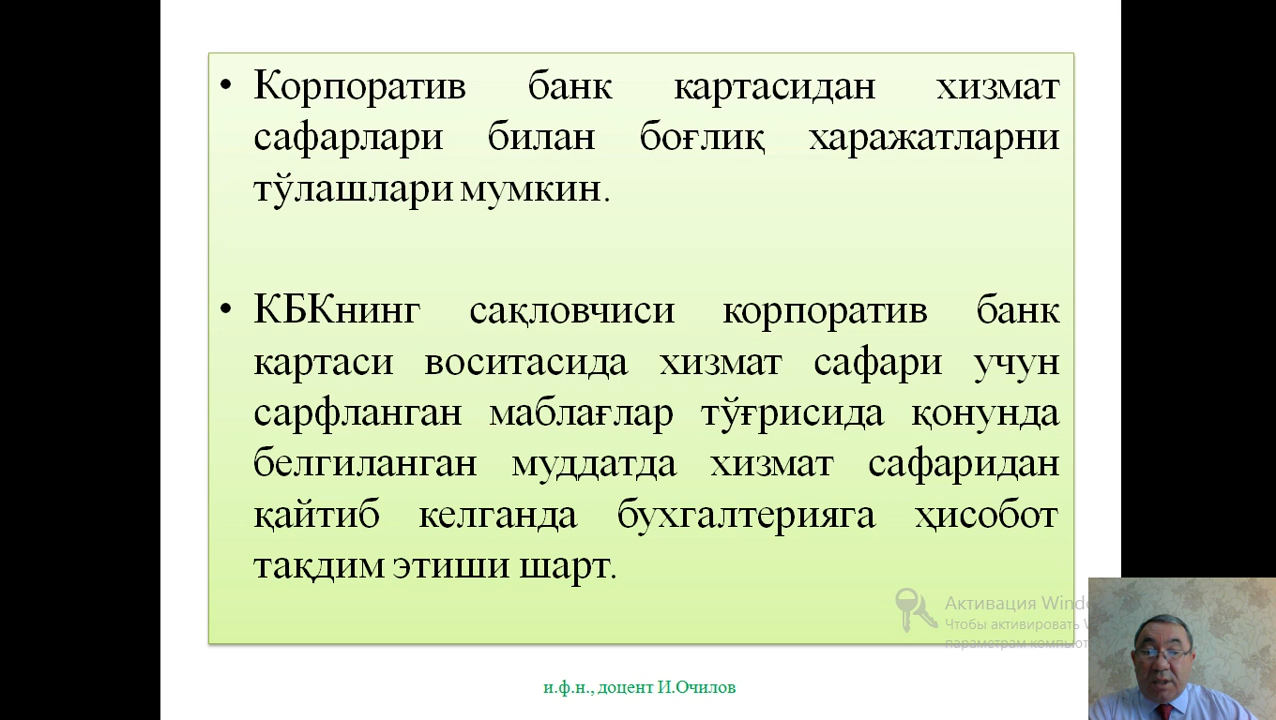 • Корпоратив банк картасидан хизмат
сафарлари билан боғлиқ харажатларни
тўлашлари мумкин.
• КБКнинг сақловчиси корпоратив банк
картаси воситасида хизмат сафари учун
сарфланган маблағлар тўғрисида қонунда
белгиланган муддатда хизмат сафаридан
қайтиб келганда бухгалтерияга ҳисобот
тақдим этиши шарт.
Активация
Чтобы активировать
параметрам
и.ф.н., доцент И.Очилов